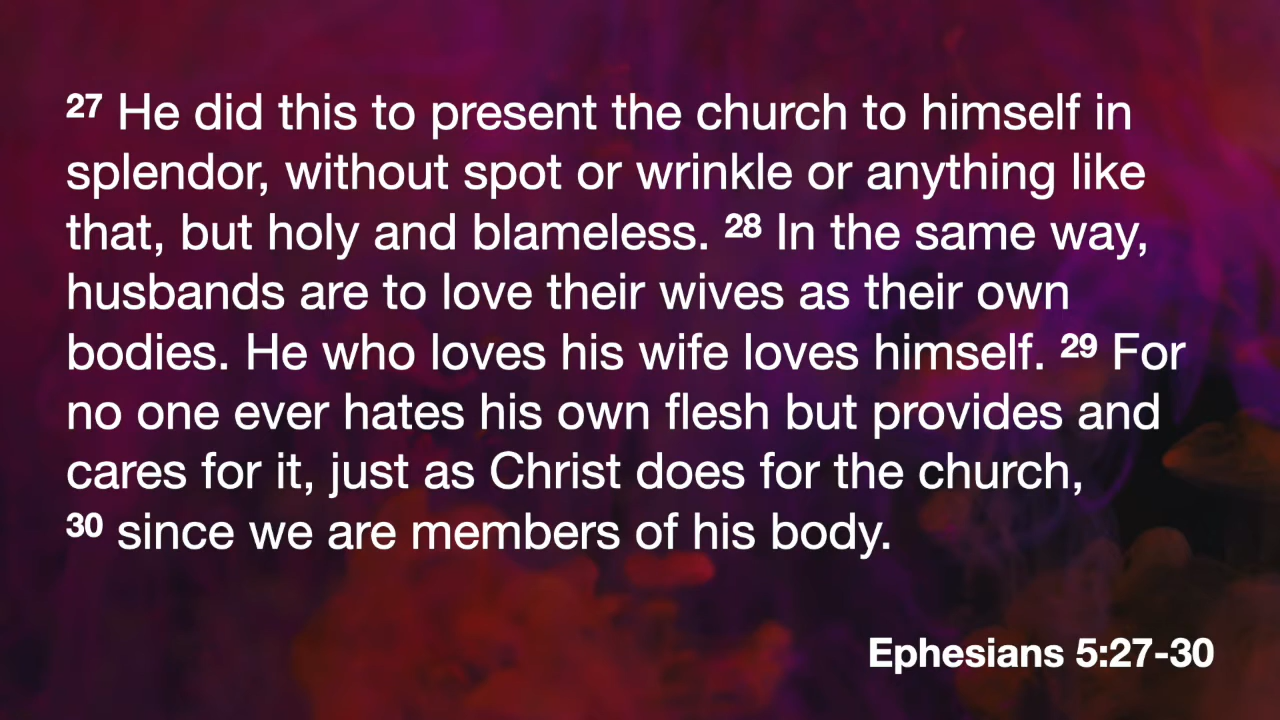 27 He did this to present the church to himself in
splendor, without spot or wrinkle or anything like
that, but holy and blameless. 28 In the same way,
husbands are to love their wives as their own
bodies. He who loves his wife loves himself. 29 For
no one ever hates his own flesh but provides and
cares for it, just as Christ does for the church,
30 since we are members of his body.
Ephesians 5:27-30